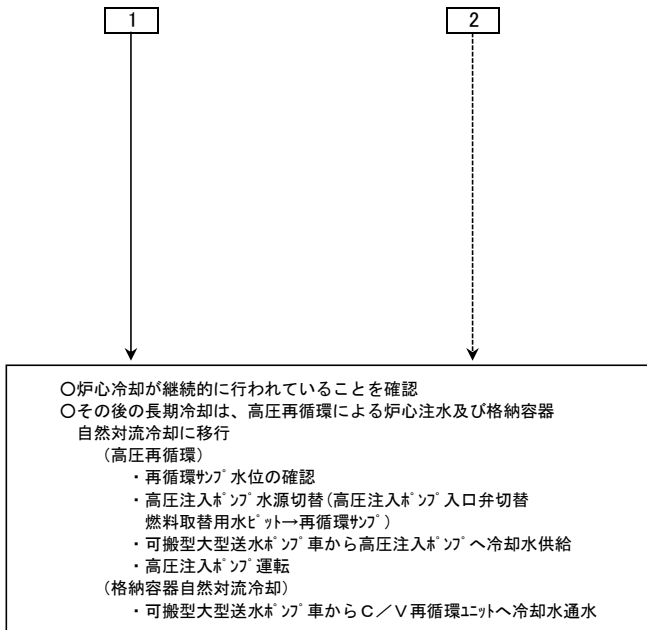 1
2
○炉心冷却が継続的に行われていることを確認
○その後の長期冷却は、高圧再循環による炉心注水及び格納容器
自然対流冷却に移行
(高圧再循環)
・再循環ｻﾝﾌﾟ水位の確認
・高圧注入ﾎﾟﾝﾌﾟ水源切替(高圧注入ﾎﾟﾝﾌﾟ入口弁切替
燃料取替用水ﾋﾟｯﾄ→再循環ｻﾝﾌﾟ)
・可搬型大型送水ﾎﾟﾝﾌﾟ車から高圧注入ﾎﾟﾝﾌﾟへ冷却水供給
・高圧注入ﾎﾟﾝﾌﾟ運転
(格納容器自然対流冷却)
・可搬型大型送水ﾎﾟﾝﾌﾟ車からＣ／Ｖ再循環ﾕﾆｯﾄへ冷却水通水